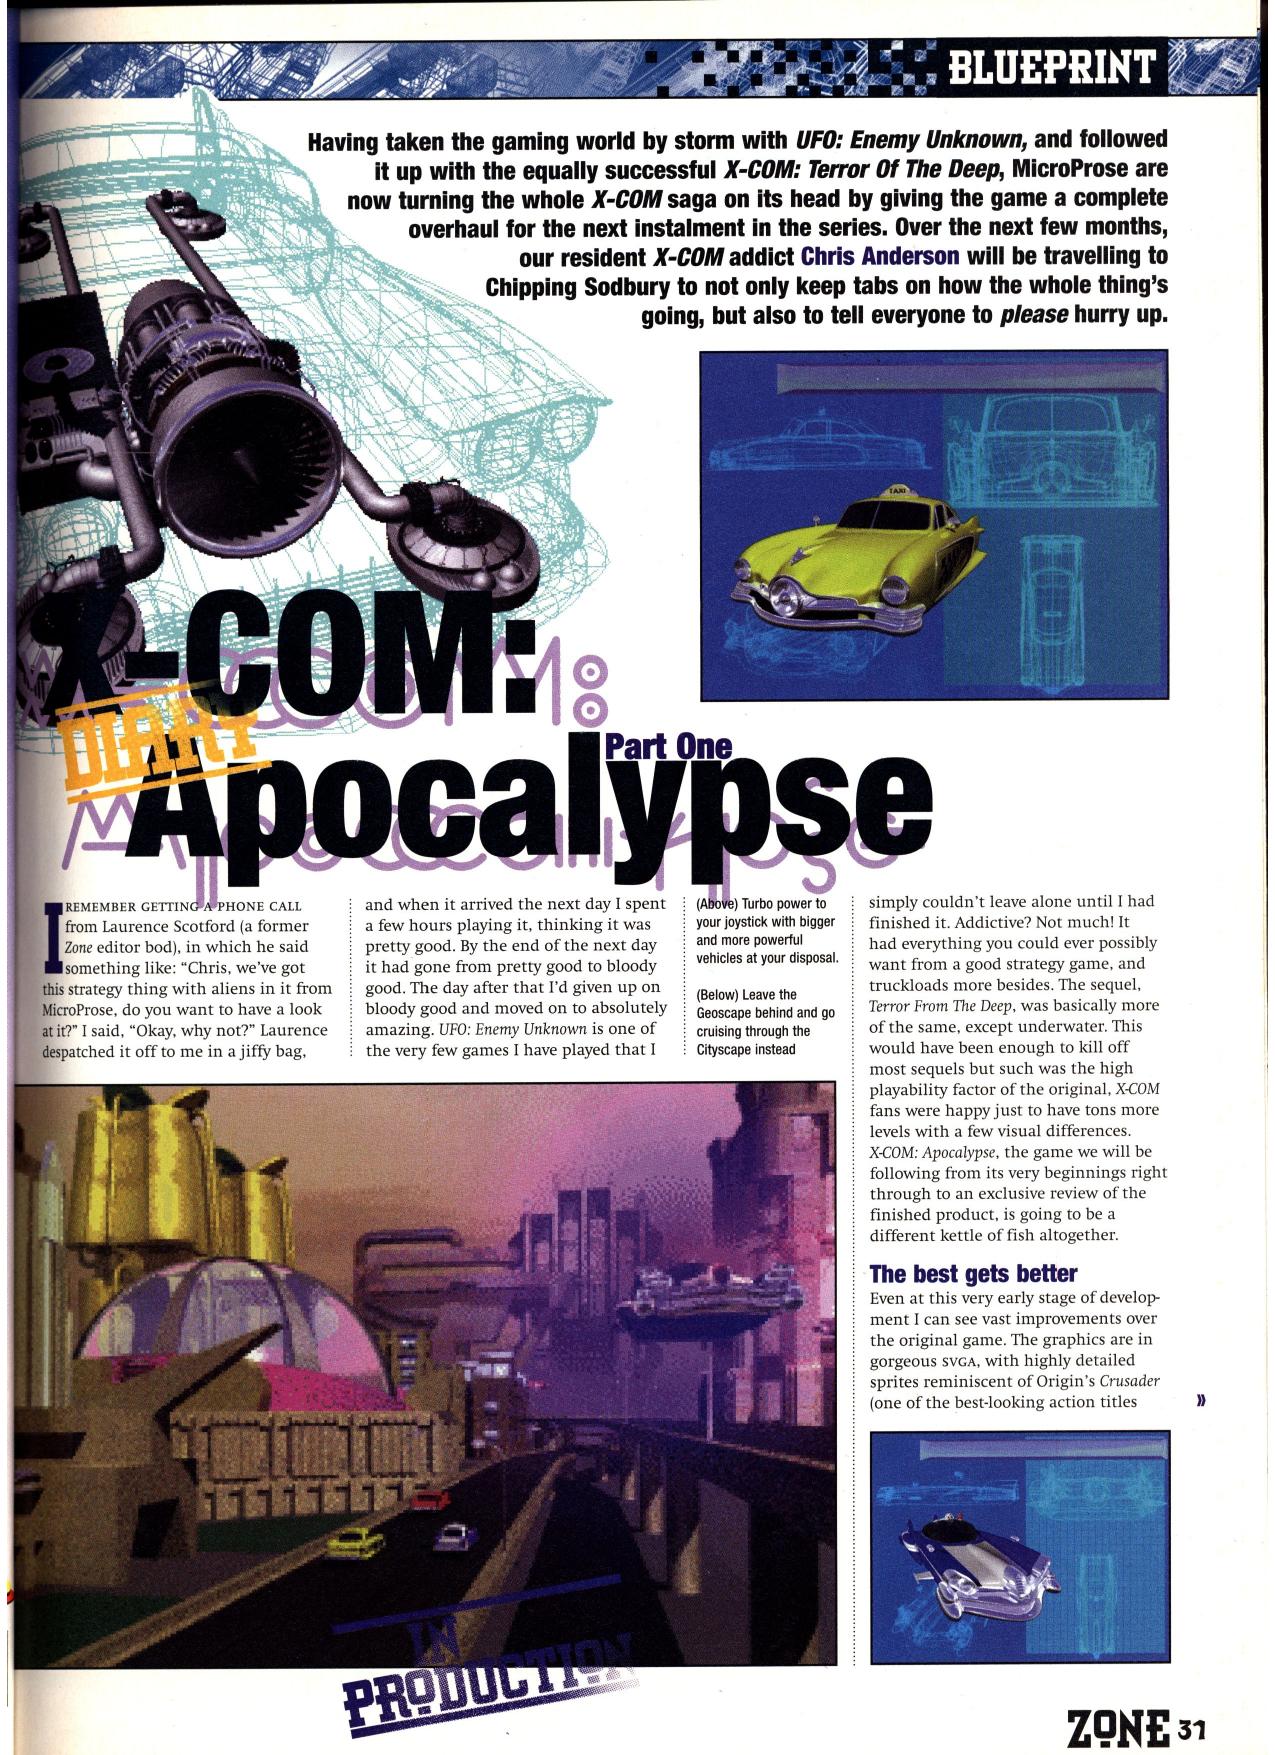 BLUEPRINT
Having taken the gaming world by storm with UFO: Enemy Unknown, and followed
it up with the equally successful X-COM: Terror Of The Deep, MicroProse are
now turning the whole X-COM saga on its head by giving the game a complete
overhaul for the next instalment in the series. Over the next few months,
our resident X-COM addict Chris Anderson will be travelling to
Chipping Sodbury to not only keep tabs on how the whole thing's
going, but also to tell everyone to please hurry up.
TAXI
X-COM:
DIARY
Part One
Apocalypse
I REMEMBER GETTING A PHONE CALL
from Laurence Scotford (a former
Zone editor bod), in which he said
something like: “Chris, we've got
this strategy thing with aliens in it from
MicroProse, do you want to have a look
at it?” I said, “Okay, why not?” Laurence
despatched it off to me in a jiffy bag,
and when it arrived the next day I spent
a few hours playing it, thinking it was
pretty good. By the end of the next day
it had gone from pretty good to bloody
good. The day after that I'd given up on
bloody good and moved on to absolutely
amazing. UFO: Enemy Unknown is one of
the very few games I have played that I
(Above) Turbo power to
your joystick with bigger
and more powerful
vehicles at your disposal.
(Below) Leave the
Geoscape behind and go
cruising through the
Cityscape instead
simply couldn't leave alone until I had
finished it. Addictive? Not much! It
had everything you could ever possibly
want from a good strategy game, and
truckloads more besides. The sequel,
Terror From The Deep, was basically more
of the same, except underwater. This
would have been enough to kill off
most sequels but such was the high
playability factor of the original, X-COM
fans were happy just to have tons more
levels with a few visual differences.
X-COM: Apocalypse, the game we will be
following from its very beginnings right
through to an exclusive review of the
finished product, is going to be a
different kettle of fish altogether.
The best gets better
Even at this very early stage of develop-
ment I can see vast improvements over
the original game. The graphics are in
gorgeous SVGA, with highly detailed
sprites reminiscent of Origin's Crusader
(one of the best-looking action titles
»
IN
PRODUCTION
ZONE 31